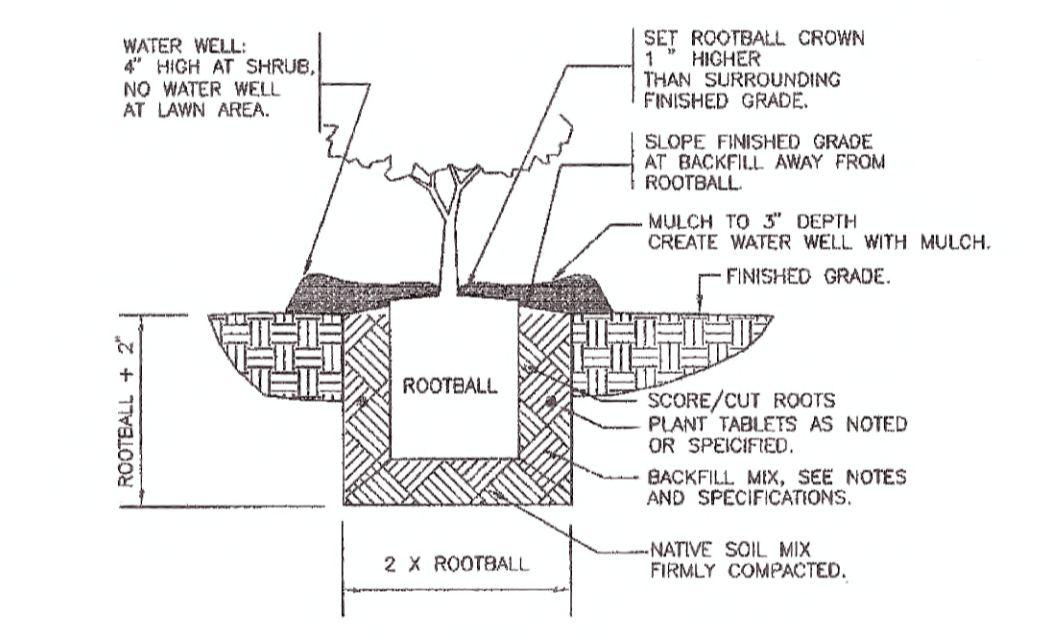 WATER WELL:
4" HIGH AT SHRUB,
NO WATER WELL
AT LAWN AREA.
SET ROOTBALL CROWN
1 " HIGHER
THAN SURROUNDING
FINISHED GRADE.
SLOPE FINISHED GRADE
AT BACKFILL AWAY FROM
ROOTBALL.
MULCH TO 3" DEPTH
CREATE WATER WELL WITH MULCH.
FINISHED GRADE.
ROOTBALL + 2"
ROOTBALL
SCORE/CUT ROOTS
PLANT TABLETS AS NOTED
OR SPEICIFIED.
BACKFILL MIX, SEE NOTES
AND SPECIFICATIONS.
NATIVE SOIL MIX
FIRMLY COMPACTED.
2 X ROOTBALL